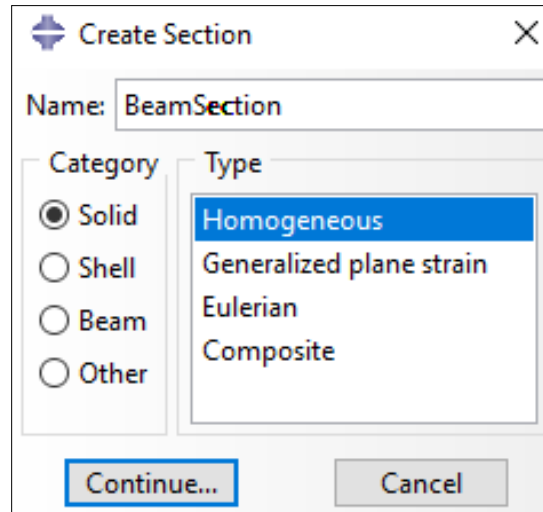 Create Section
Name: BeamSection
Category
Type
Solid
Shell
Beam
Other
Homogeneous
Generalized plane strain
Eulerian
Composite
Continue...
Cancel